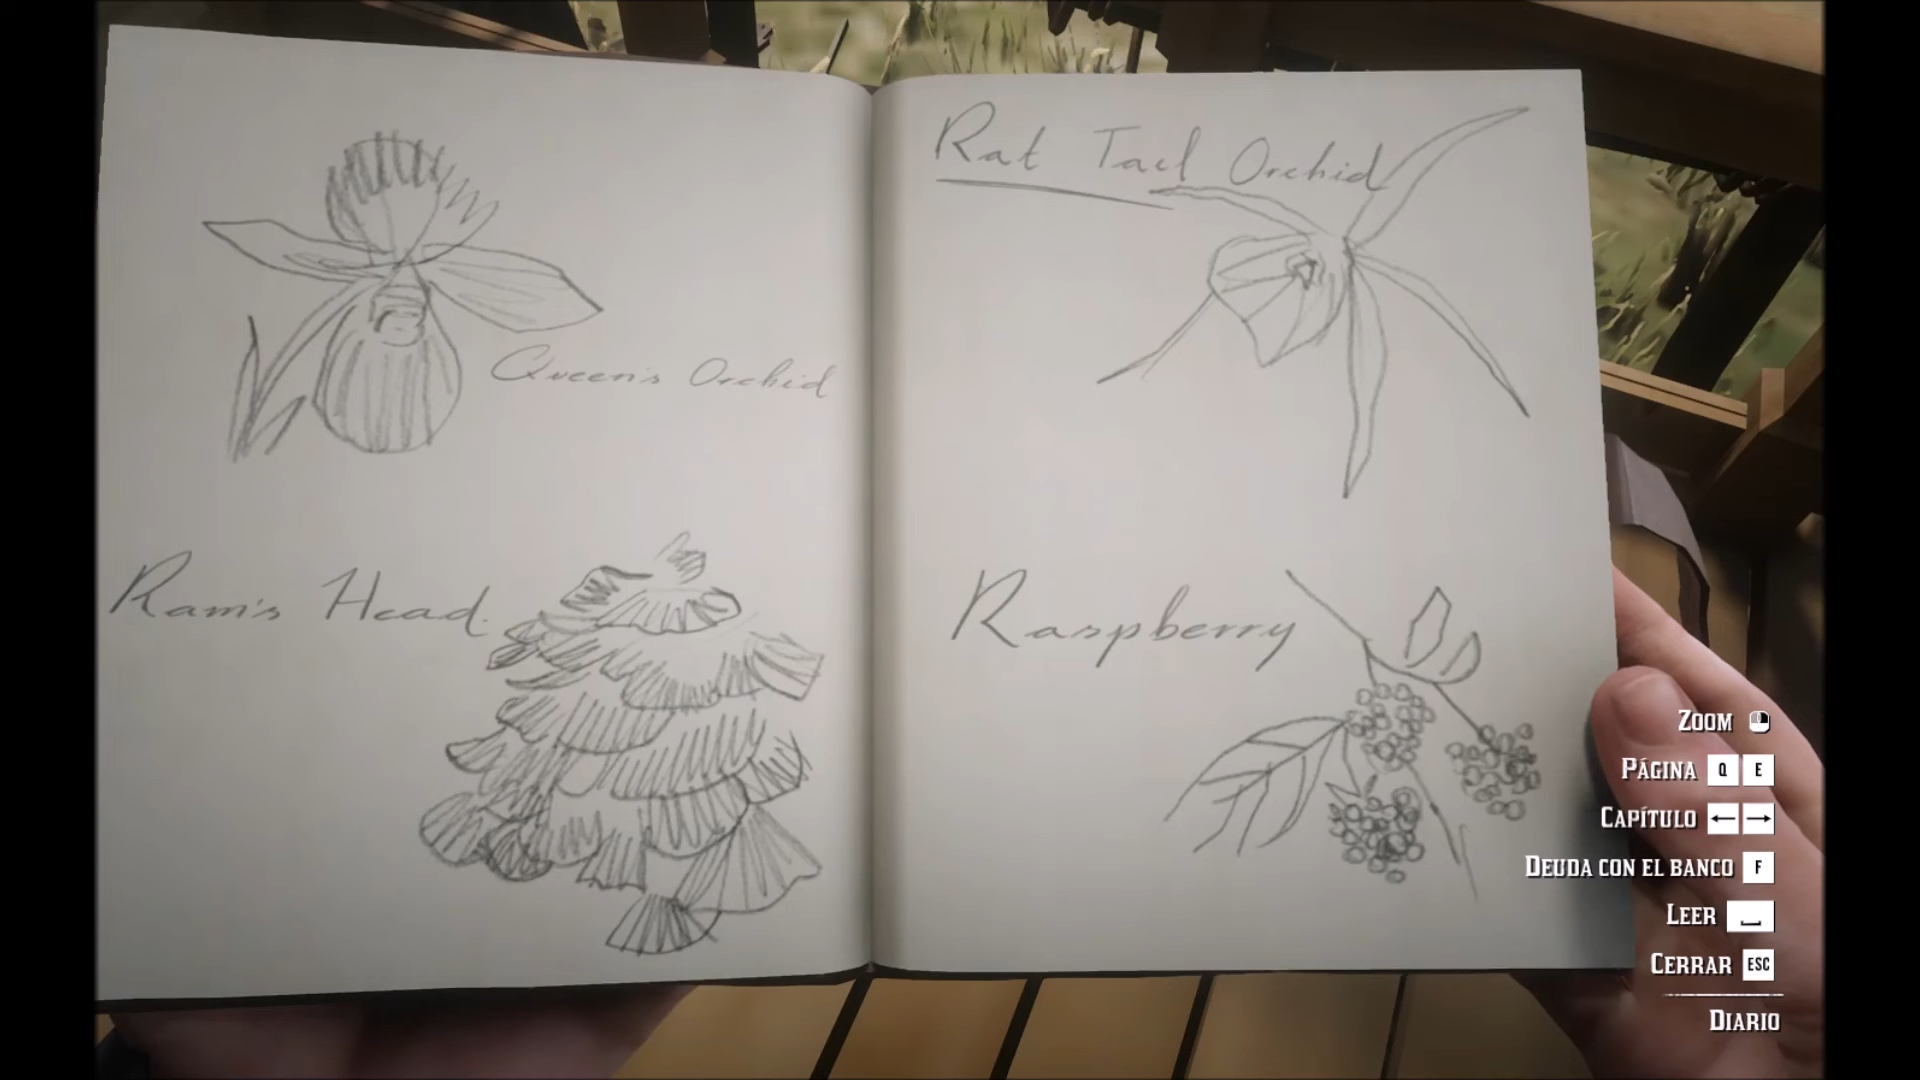 Queen's Orchid
Ram's Head.
Rat Tail Orchid
Raspberry
ZOOM
PÁGINA Q E
CAPÍTULO ← →
DEUDA CON EL BANCO F
LEER
CERRAR ESC
DIARIO